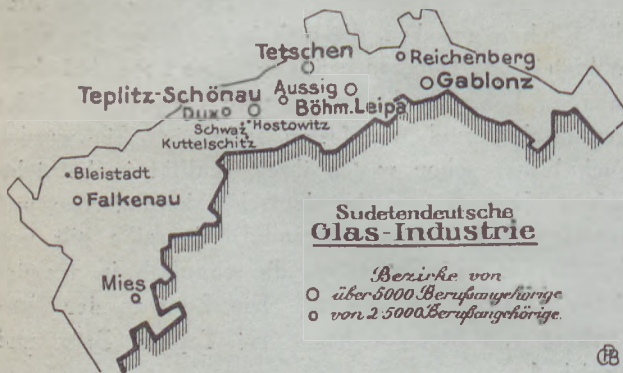 Tetschen
Reichenberg
Gablonz
Teplitz-Schönau
Aussig
Böhm.Leipa
Dux
Schwaz
Hostowitz
Kuttelschitz
Bleistadt
Falkenau
Mies
Sudetendeutsche
Glas-Industrie
Bezirke von
über 5000 Berufsangehörige
von 2-5000 Berufsangehörige.